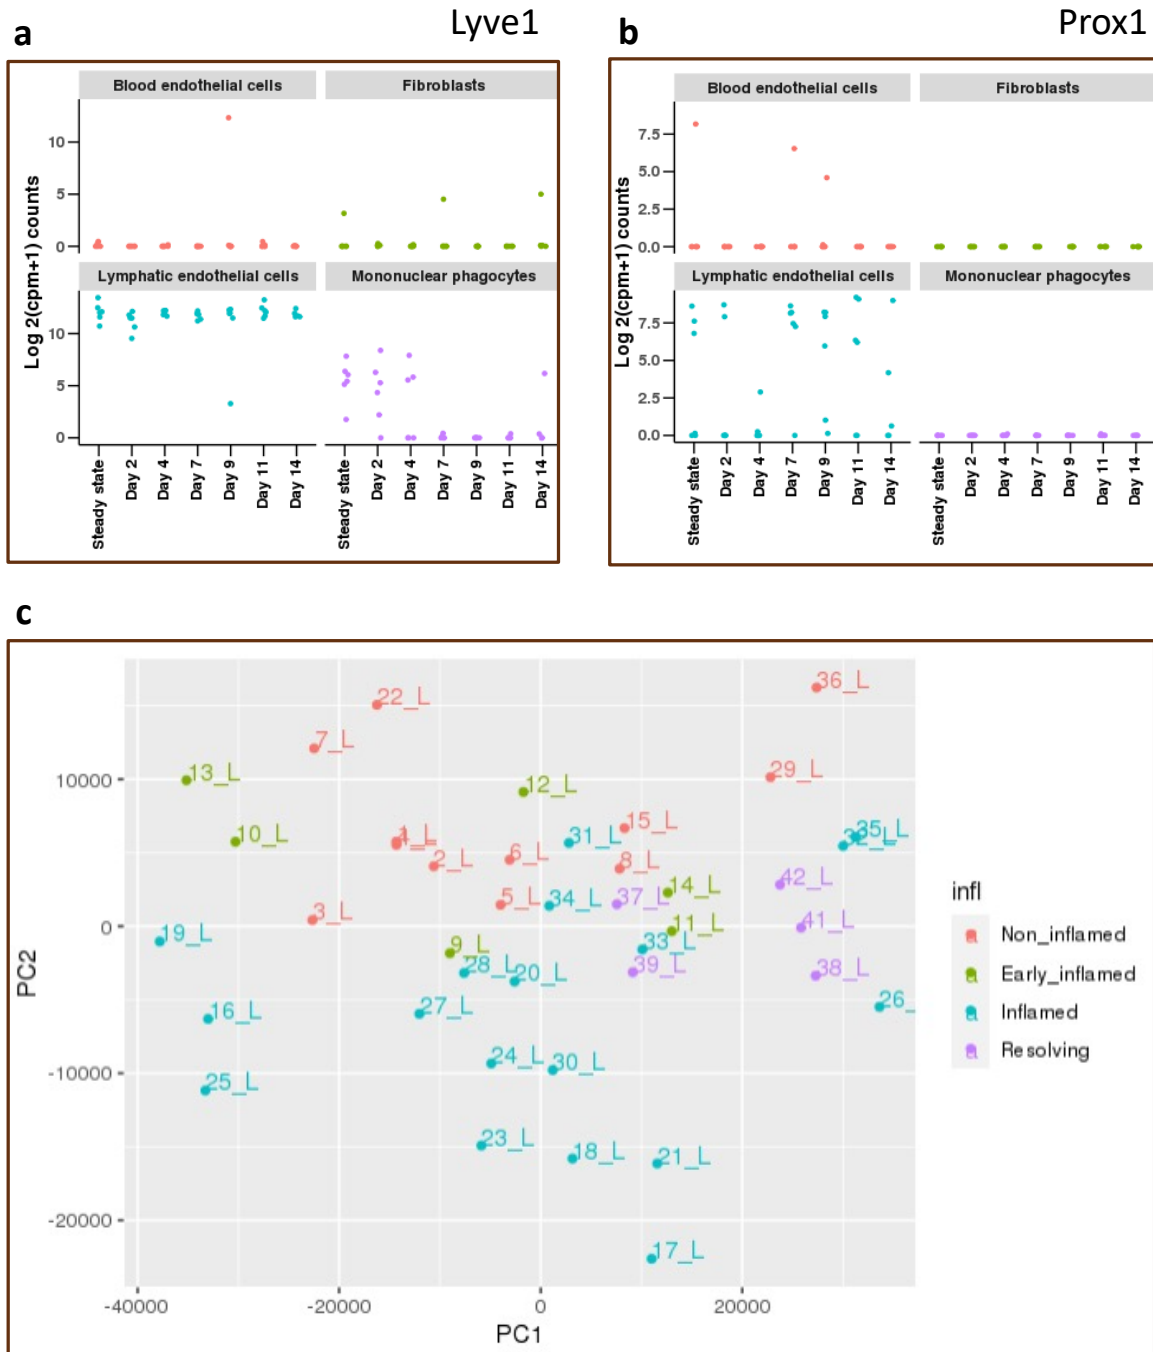 a
Lyve1
Blood endothelial cells
Fibroblasts
10
5
0
Lymphatic endothelial cells
Mononuclear phagocytes
10
5
0
Log 2(cpm+1) counts
Steady state
Day 2
Day 4
Day 7
Day 9
Day 11
Day 14
Steady state
Day 2
Day 4
Day 7
Day 9
Day 11
Day 14
b
Prox1
Blood endothelial cells
Fibroblasts
7.5
5.0
2.5
0.0
Lymphatic endothelial cells
Mononuclear phagocytes
7.5
5.0
2.5
0.0
Log 2(cpm+1) counts
Steady state
Day 2
Day 4
Day 7
Day 9
Day 11
Day 14
Steady state
Day 2
Day 4
Day 7
Day 9
Day 11
Day 14
c
36_L
22_L
7_L
29_L
13_L
12_L
15_L
10_L
31_L
35_L
2_L
6_L
8_L
42_L
14_L
3_L
5_L
34_L
37_L
41_L
11_L
19_L
9_L
33_L
28_L
20_L
39_L
38_L
26_
16_L
27_L
24_L
30_L
25_L
23_L
18_L
21_L
17_L
10000
0
-10000
-20000
PC2
-40000
-20000
0
20000
PC1
infl
Non_inflamed
Early_inflamed
Inflamed
Resolving